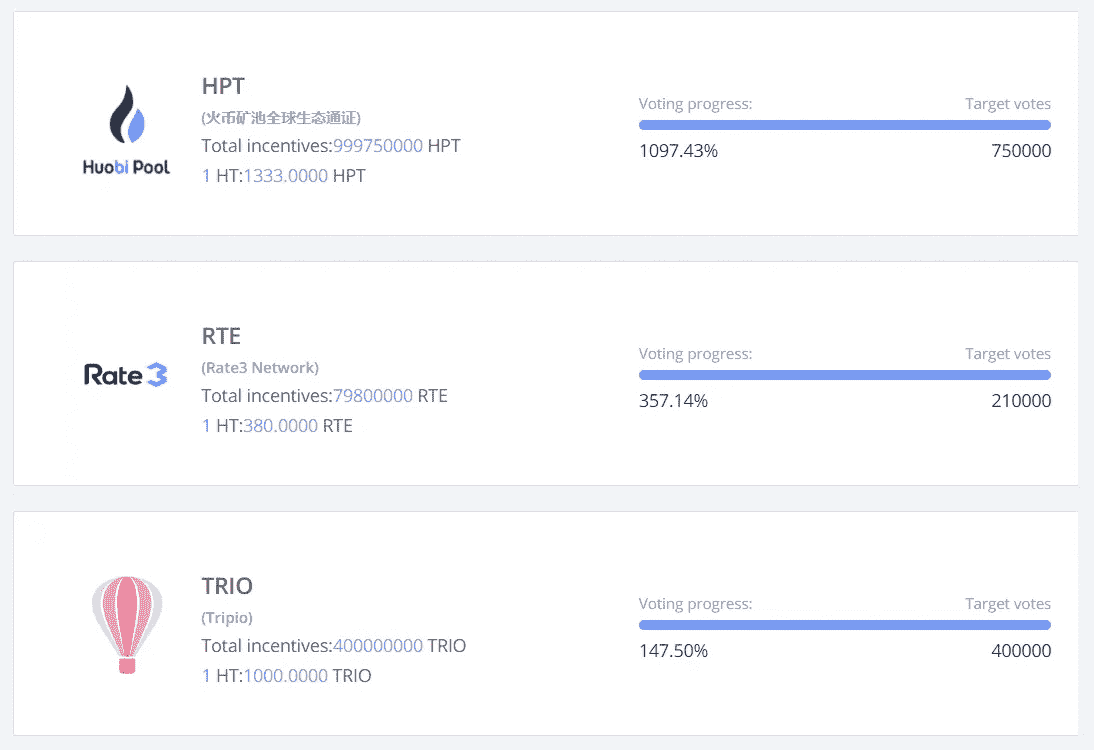 HPT
(火币矿池全球生态通证)
Total incentives:999750000 HPT
1 HT:1333.0000 HPT
Huobi Pool
Voting progress:
Target votes
1097.43%
750000
RTE
(Rate3 Network)
Total incentives:79800000 RTE
1 HT:380.0000 RTE
Rate3
Voting progress:
Target votes
357.14%
210000
TRIO
(Tripio)
Total incentives:400000000 TRIO
1 HT:1000.0000 TRIO
Voting progress:
Target votes
147.50%
400000